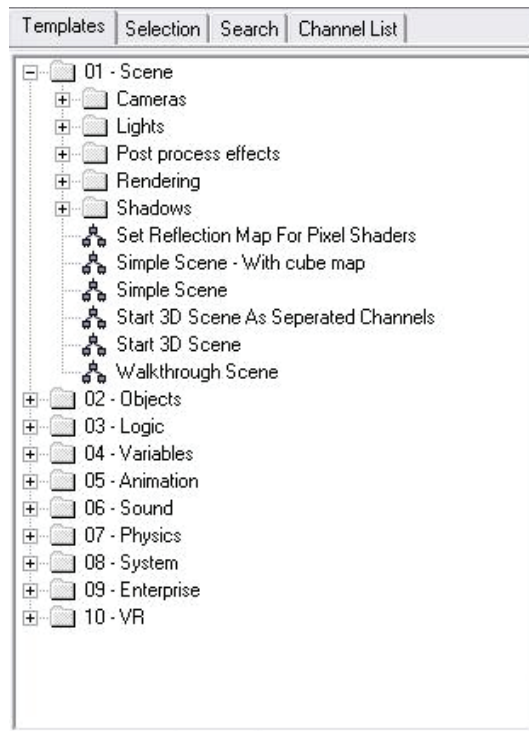 Templates Selection Search Channel List
01 - Scene
Cameras
Lights
Post process effects
Rendering
Shadows
Set Reflection Map For Pixel Shaders
Simple Scene - With cube map
Simple Scene
Start 3D Scene As Seperated Channels
Start 3D Scene
Walkthrough Scene
02 - Objects
03 - Logic
04 - Variables
05 - Animation
06 - Sound
07 - Physics
08 - System
09 - Enterprise
10 - VR